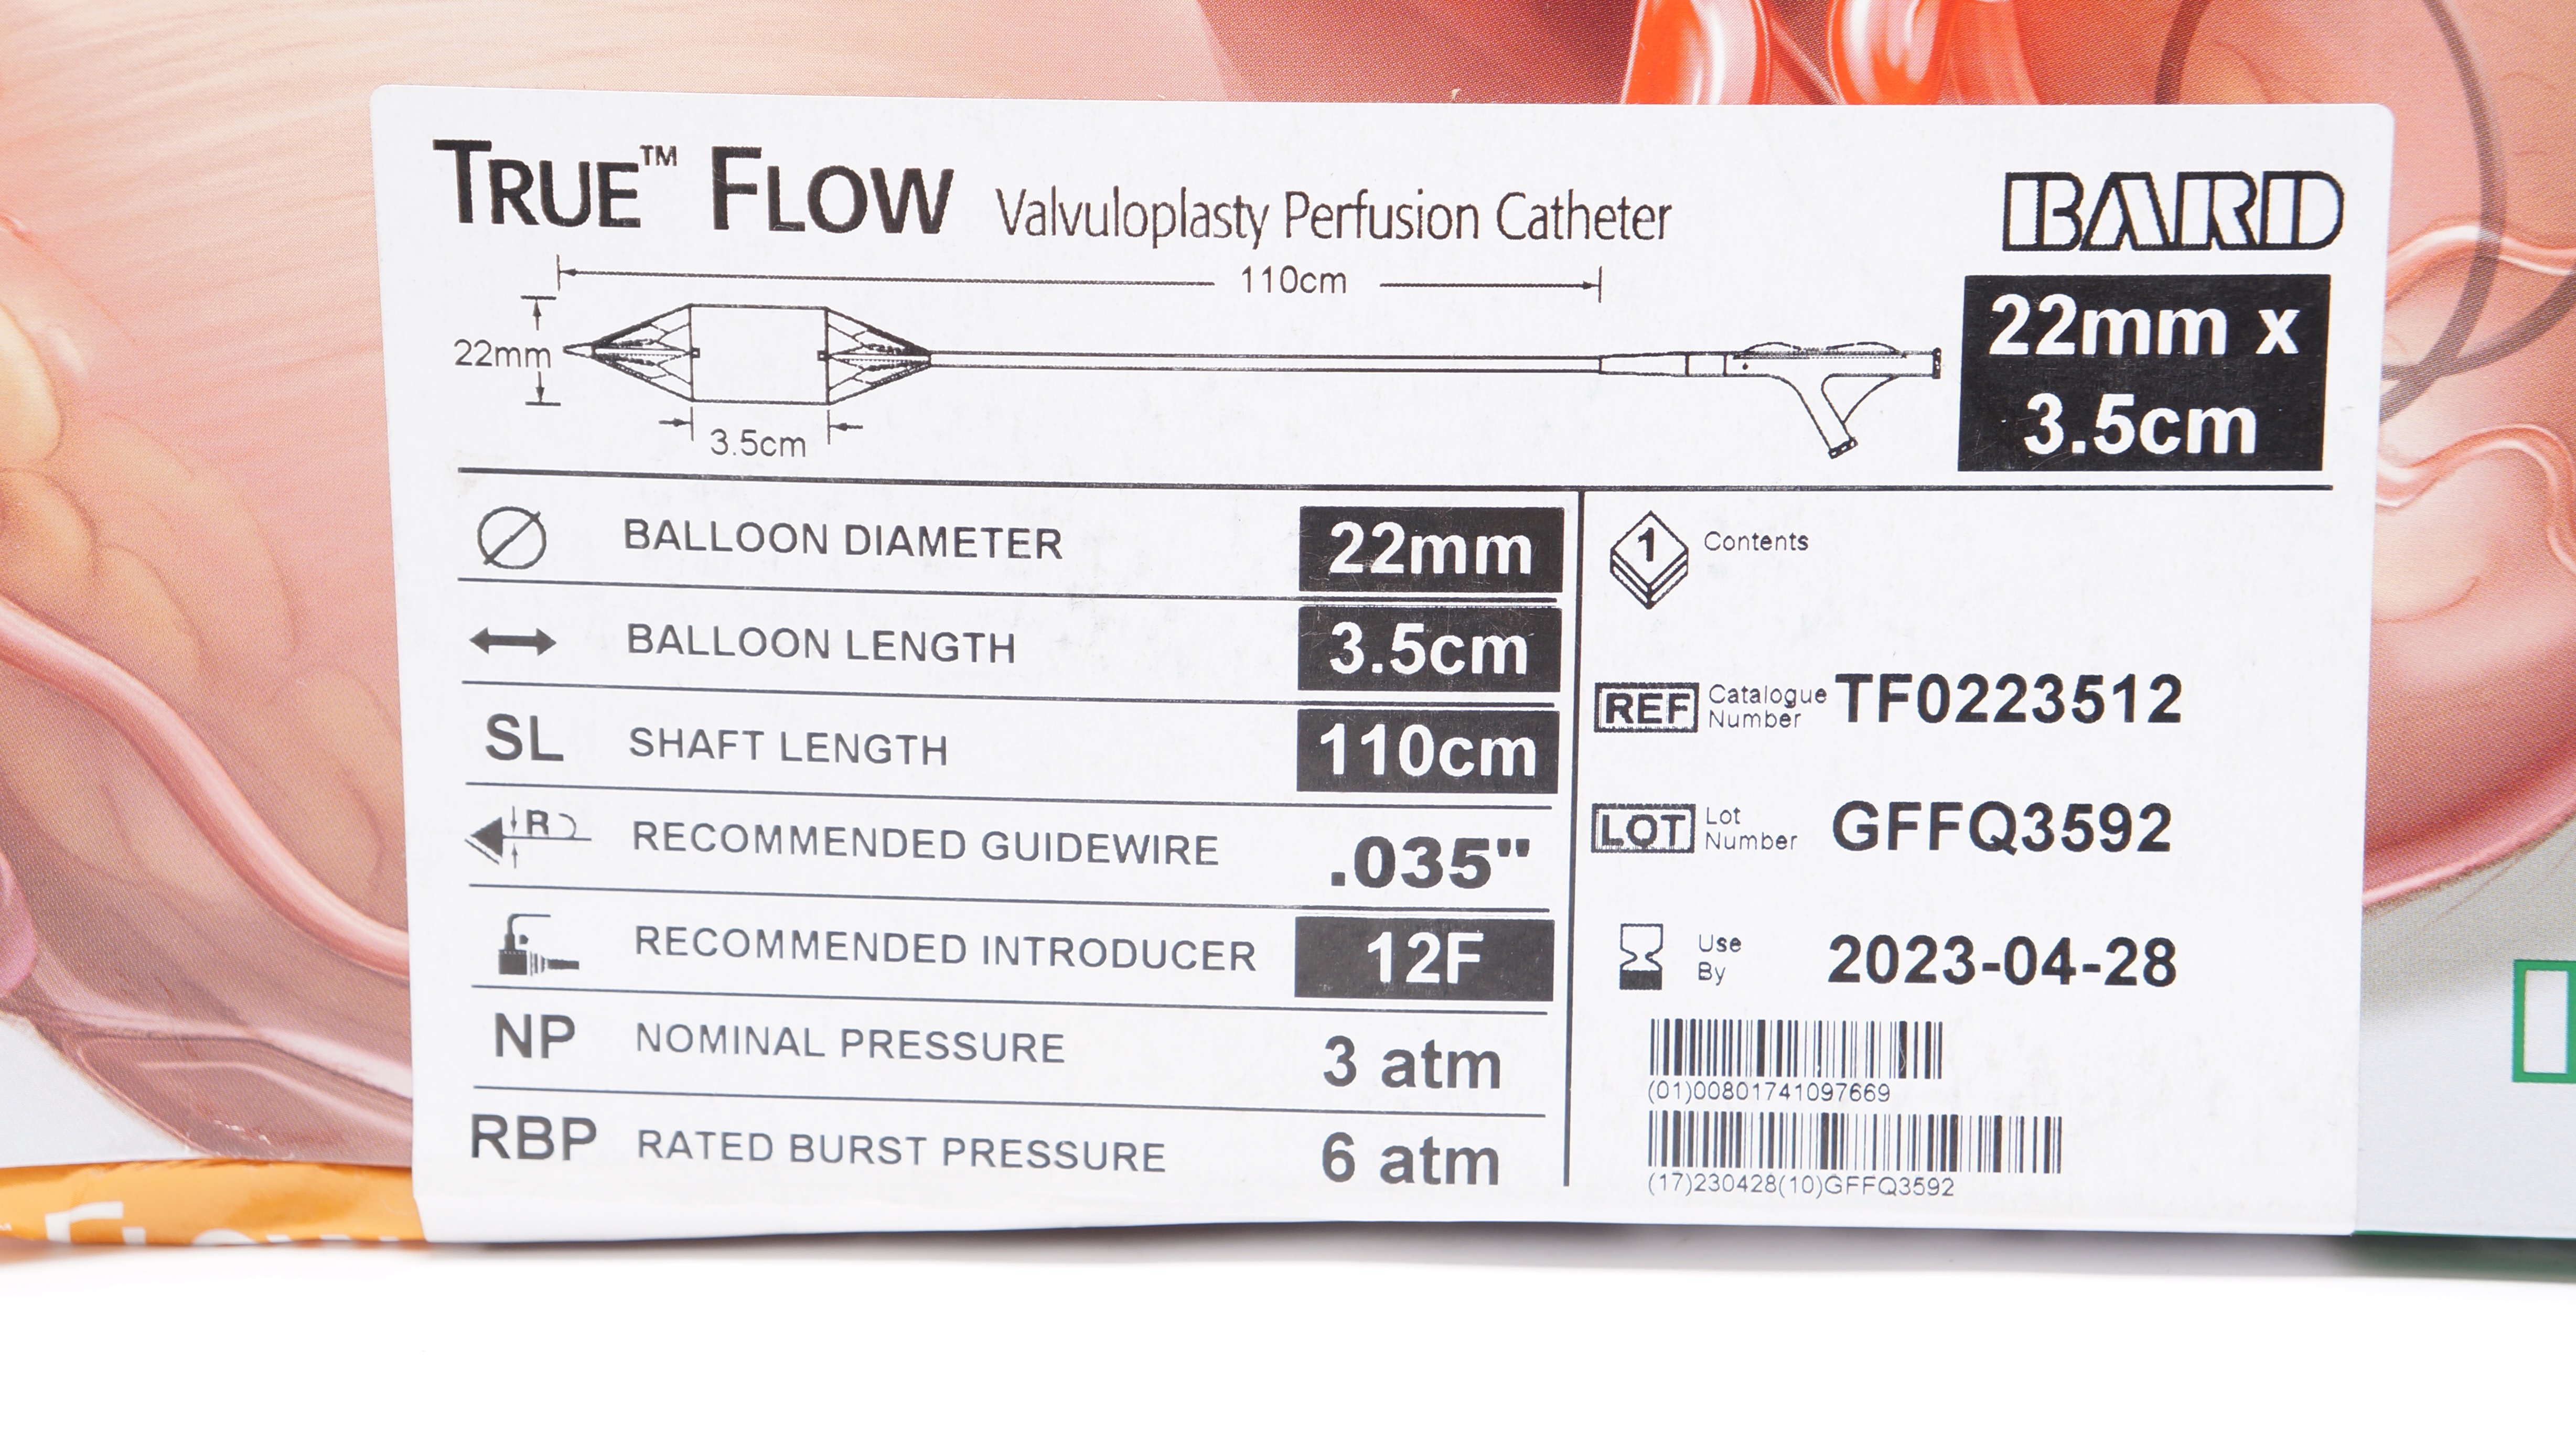 TRUE™ FLOW Valvuloplasty Perfusion Catheter
BARD
110cm
22mm
3.5cm
22mm x
3.5cm
BALLOON DIAMETER 22mm
BALLOON LENGTH 3.5cm
SL SHAFT LENGTH 110cm
R RECOMMENDED GUIDEWIRE .035"
RECOMMENDED INTRODUCER 12F
NP NOMINAL PRESSURE 3 atm
RBP RATED BURST PRESSURE 6 atm
1 Contents
REF Catalogue Number TF0223512
LOT Lot Number GFFQ3592
Use By 2023-04-28
(01)00801741097669
(17)230428(10)GFFQ3592